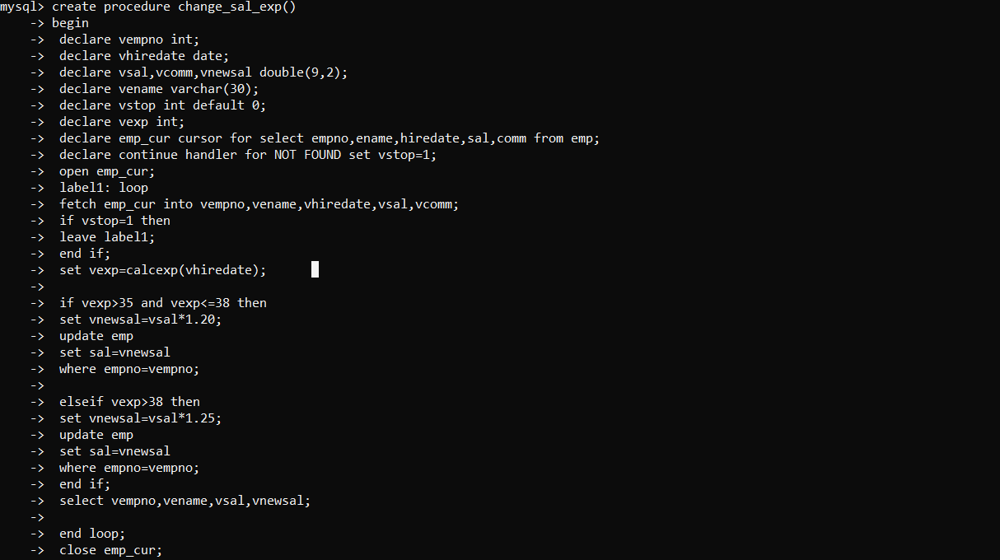 mysql> create procedure change_sal_exp()
    -> begin
    ->  declare vempno int;
    ->  declare vhiredate date;
    ->  declare vsal,vcomm,vnewsal double(9,2);
    ->  declare vename varchar(30);
    ->  declare vstop int default 0;
    ->  declare vexp int;
    ->  declare emp_cur cursor for select empno,ename,hiredate,sal,comm from emp;
    ->  declare continue handler for NOT FOUND set vstop=1;
    ->  open emp_cur;
    ->  label1: loop
    ->  fetch emp_cur into vempno,vename,vhiredate,vsal,vcomm;
    ->  if vstop=1 then
    ->  leave label1;
    ->  end if;
    ->  set vexp=calcexp(vhiredate);
    ->
    ->  if vexp>35 and vexp<=38 then
    ->  set vnewsal=vsal*1.20;
    ->  update emp
    ->  set sal=vnewsal
    ->  where empno=vempno;
    ->
    ->  elseif vexp>38 then
    ->  set vnewsal=vsal*1.25;
    ->  update emp
    ->  set sal=vnewsal
    ->  where empno=vempno;
    ->  end if;
    ->  select vempno,vename,vsal,vnewsal;
    ->
    ->  end loop;
    ->  close emp_cur;